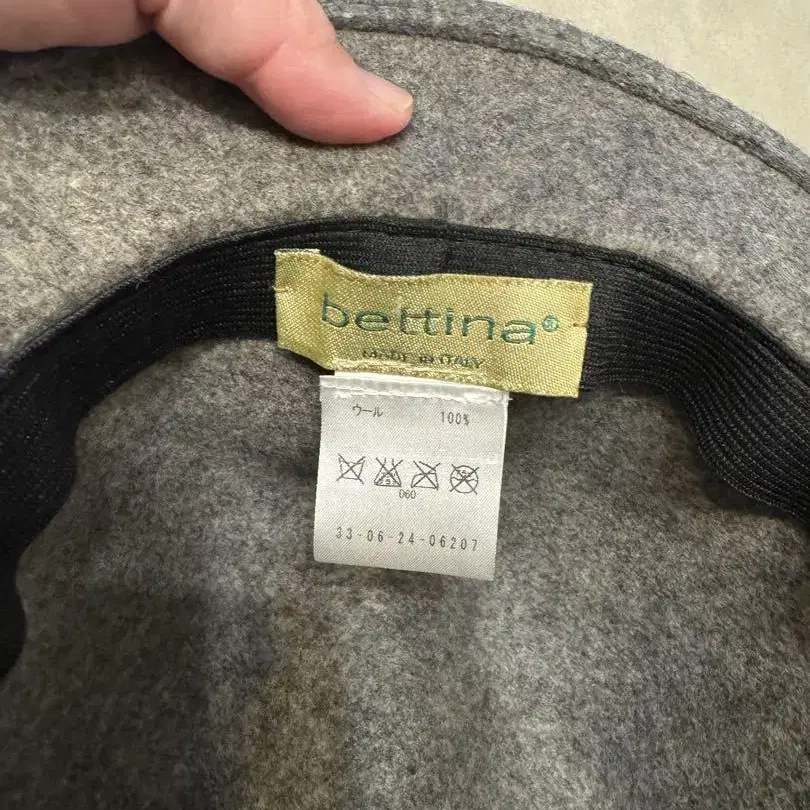 bettina®
MADE IN ITALY
ウール 100%
060
33-06-24-06207